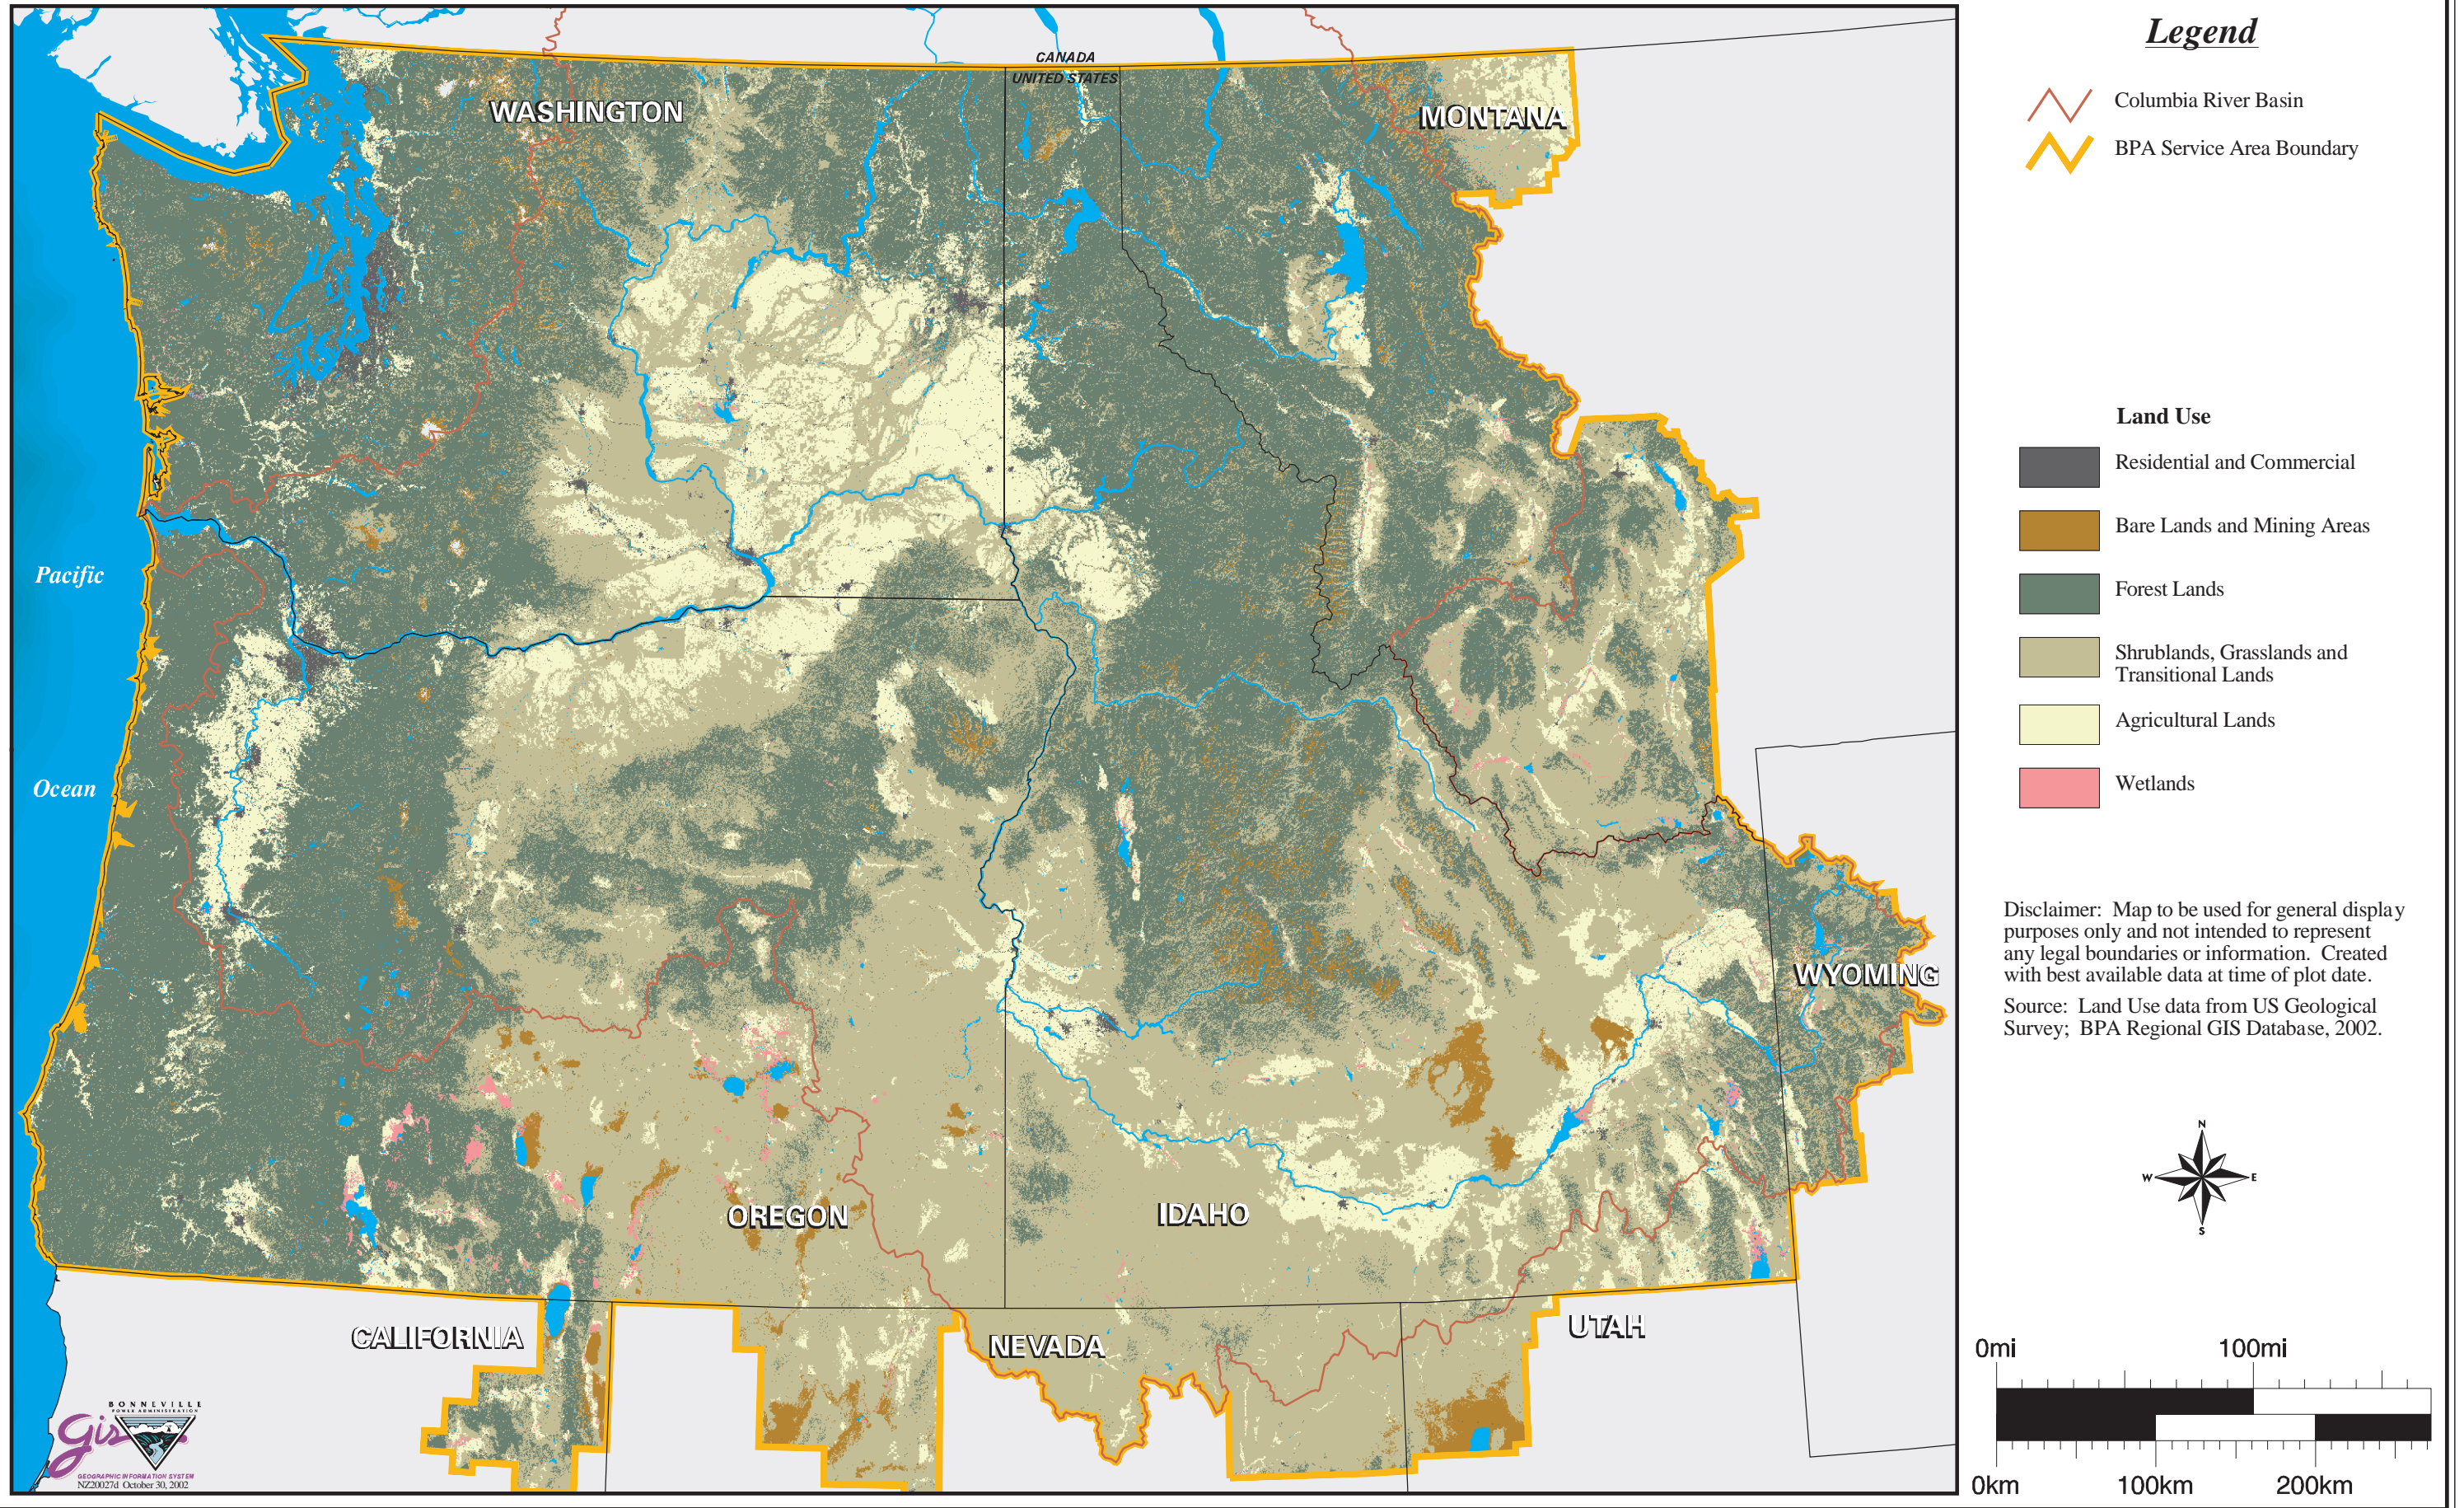 CANADA
UNITED STATES
WASHINGTON
MONTANA
Pacific
Ocean
WYOMING
OREGON
IDAHO
CALIFORNIA
NEVADA
UTAH
BONNEVILLE
POWER ADMINISTRATION
gis
GEOGRAPHIC INFORMATION SYSTEM
NZ20027d October 30, 2002
Legend
Columbia River Basin
BPA Service Area Boundary
Land Use
Residential and Commercial
Bare Lands and Mining Areas
Forest Lands
Shrublands, Grasslands and
Transitional Lands
Agricultural Lands
Wetlands
Disclaimer: Map to be used for general display
purposes only and not intended to represent
any legal boundaries or information. Created
with best available data at time of plot date.
Source: Land Use data from US Geological
Survey; BPA Regional GIS Database, 2002.
N
W
E
S
0mi 100mi
0km 100km 200km